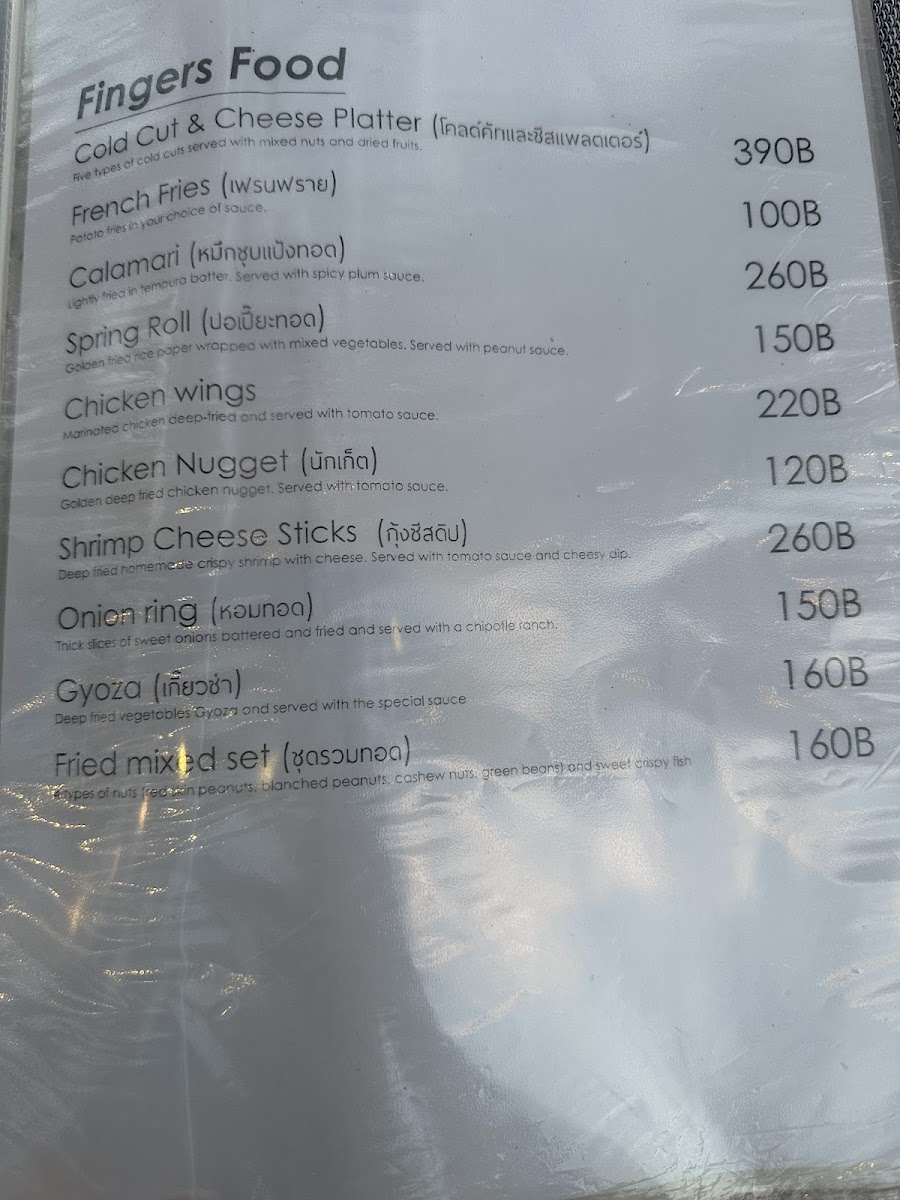 Fingers Food
Cold Cut & Cheese Platter (โคลด์คัทและชีสแพลตเตอร์) 390B
Five types of cold cuts served with mixed nuts and dried fruits.
French Fries (เฟรนฟราย) 100B
Potato fries in your choice of sauce.
Calamari (หมึกชุบแป้งทอด) 260B
Lightly fried in tempura batter. Served with spicy plum sauce.
Spring Roll (ปอเปี๊ยะทอด) 150B
Golden fried rice paper wrapped with mixed vegetables. Served with peanut sauce.
Chicken wings 220B
Marinated chicken deep-fried and served with tomato sauce.
Chicken Nugget (นักเก็ต) 120B
Golden deep fried chicken nugget. Served with tomato sauce.
Shrimp Cheese Sticks (กุ้งชีสดิป) 260B
Deep fried homemade crispy shrimp with cheese. Served with tomato sauce and cheesy dip.
Onion ring (หอมทอด) 150B
Thick slices of sweet onions battered and fried and served with a chipotle ranch.
Gyoza (เกี๊ยวซ่า) 160B
Deep fried vegetables Gyoza and served with the special sauce
Fried mixed set (ชุดรวมทอด) 160B
4 types of nuts (red skin peanuts, blanched peanuts, cashew nuts, green beans) and sweet crispy fish